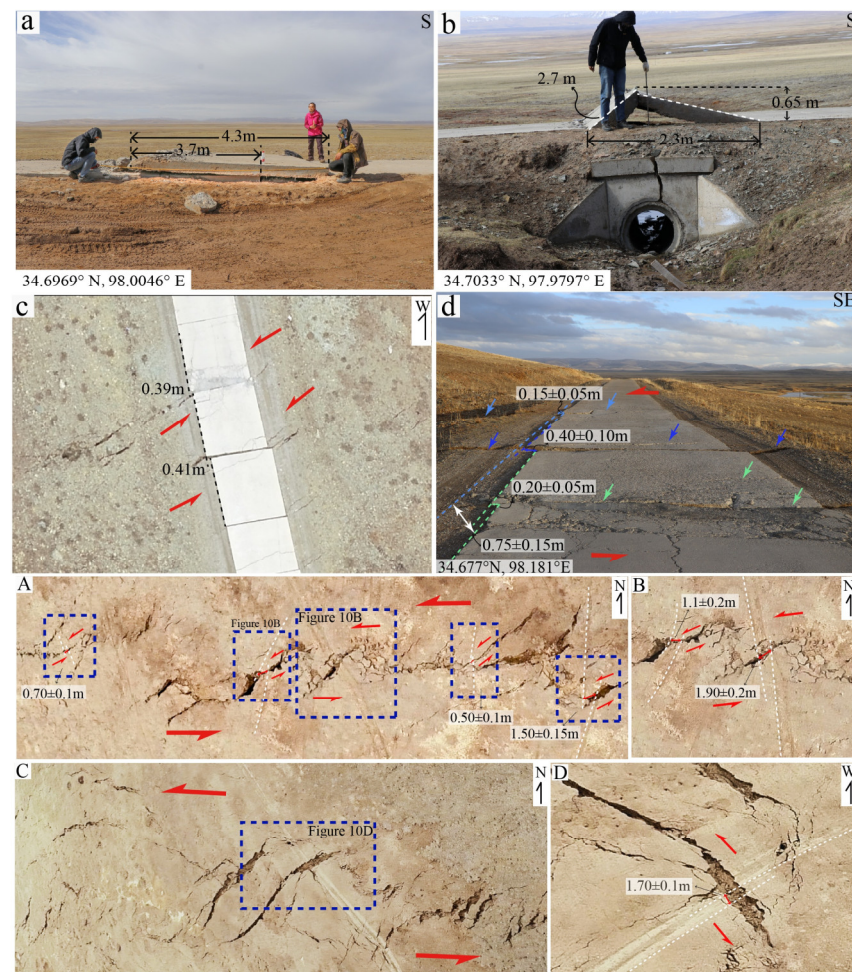 a
S
4.3m
3.7m
34.6969° N, 98.0046° E
b
S
2.7 m
0.65 m
2.3m
34.7033° N, 97.9797° E
c
W
0.39m
0.41m
d
SE
0.15±0.05m
0.40±0.10m
0.20±0.05m
0.75±0.15m
34.677°N, 98.181°E
A
N
Figure 10B
Figure 10B
0.70±0.1m
0.50±0.1m
1.50±0.15m
B
N
1.1±0.2m
1.90±0.2m
C
N
Figure 10D
D
W
1.70±0.1m